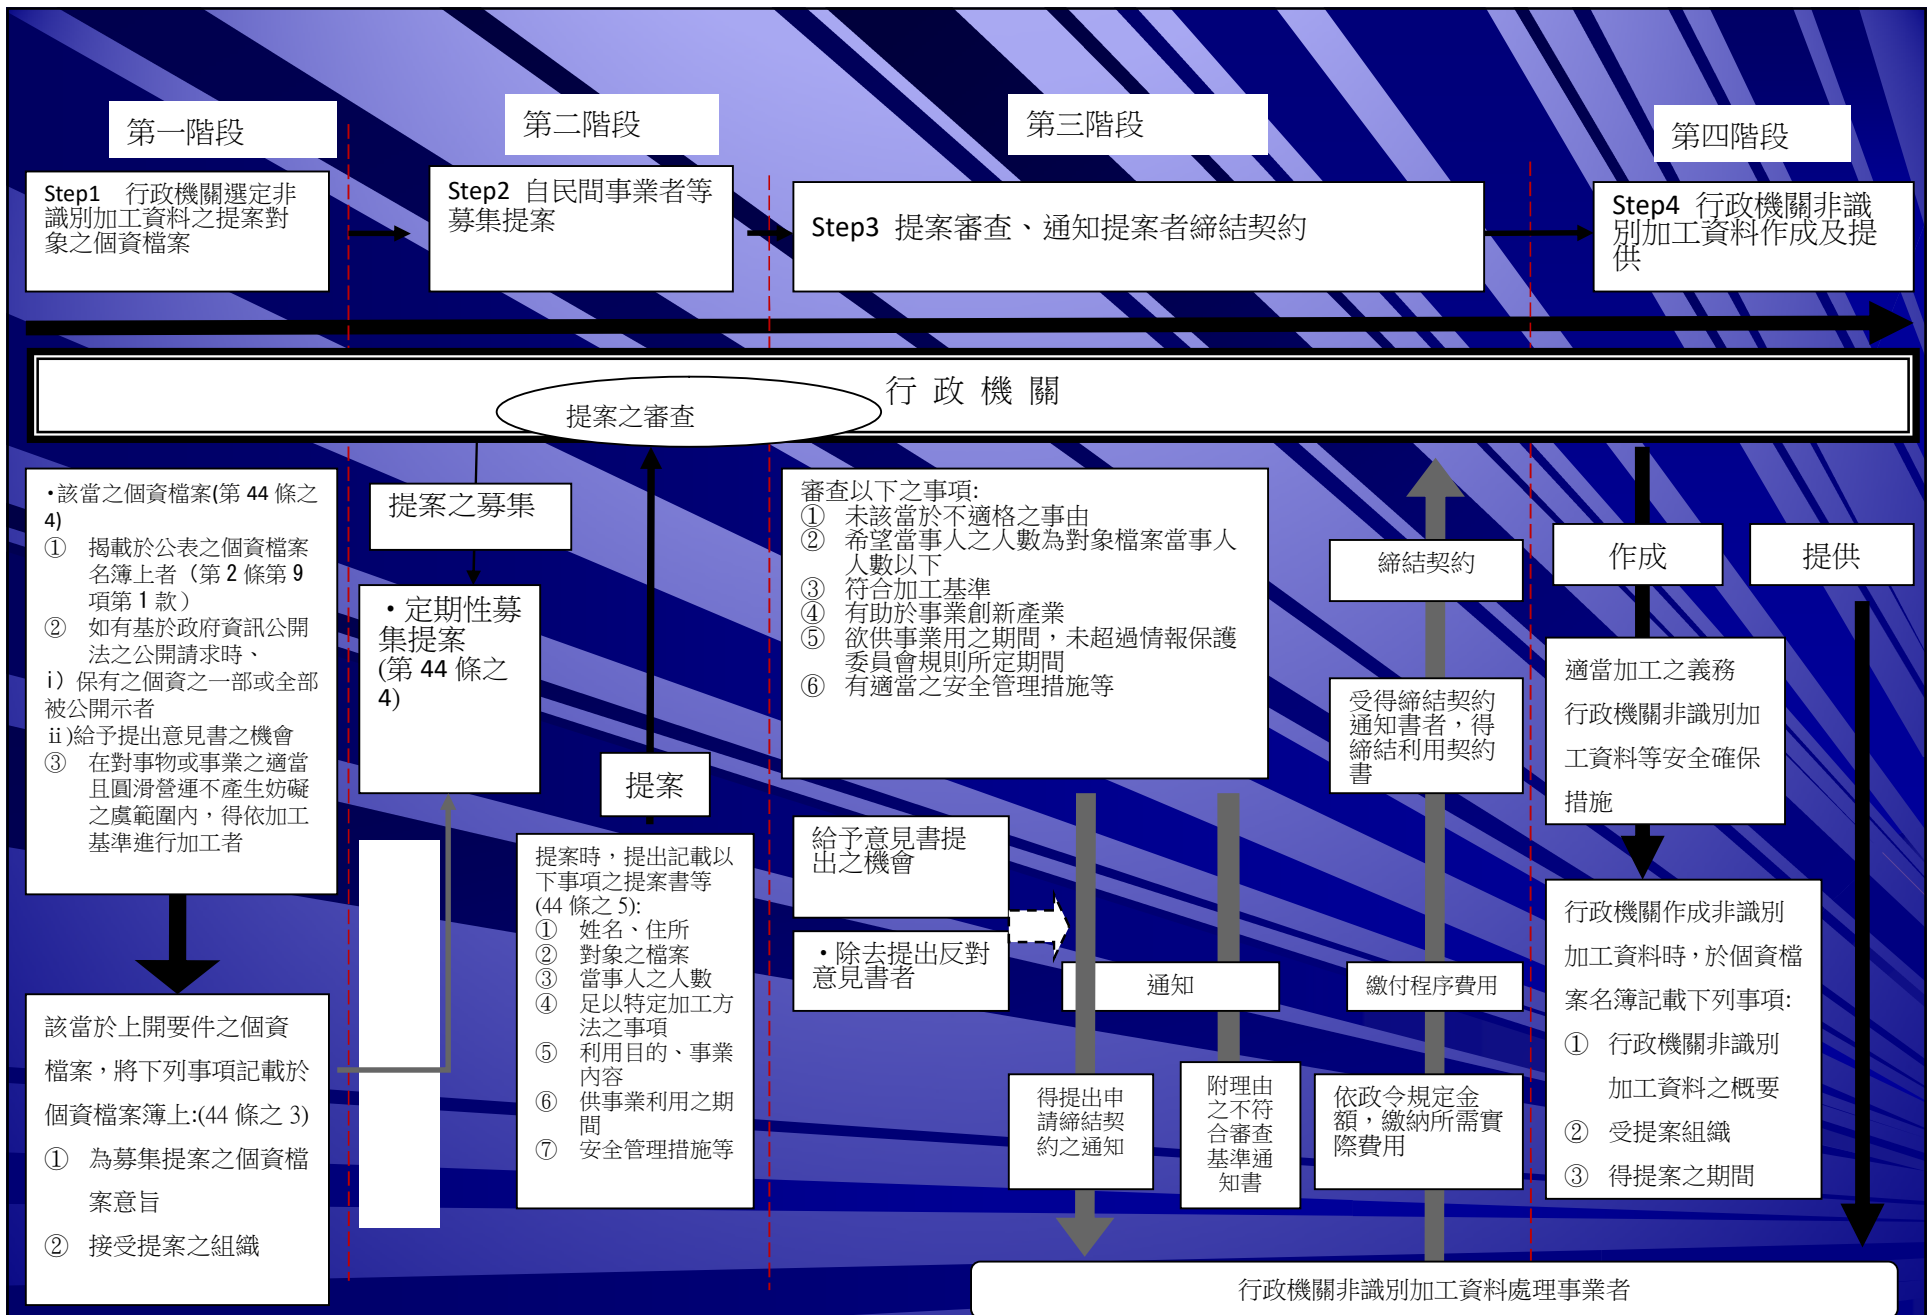 第一階段
第二階段
第三階段
第四階段
Step1 行政機關選定非
識別加工資料之提案對
象之個資檔案
Step2 自民間事業者等
募集提案
Step3 提案審查、通知提案者締結契約
Step4 行政機關非識
別加工資料作成及提
供
行政機關
提案之審查
•該當之個資檔案(第 44 條之
4)
① 揭載於公表之個資檔案
名簿上者（第 2 條第 9
項第 1 款）
② 如有基於政府資訊公開
法之公開請求時、
i）保有之個資之一部或全部
被公開示者
ii)給予提出意見書之機會
③ 在對事物或事業之適當
且圓滑營運不產生妨礙
之虞範圍內，得依加工
基準進行加工者
該當於上開要件之個資
檔案，將下列事項記載於
個資檔案簿上:(44 條之 3)
① 為募集提案之個資檔
案意旨
② 接受提案之組織
提案之募集
•定期性募
集提案
(第 44 條之
4)
提案
提案時，提出記載以
下事項之提案書等
(44 條之 5):
① 姓名、住所
② 對象之檔案
③ 當事人之人數
④ 足以特定加工方
法之事項
⑤ 利用目的、事業
內容
⑥ 供事業利用之期
間
⑦ 安全管理措施等
審查以下之事項:
① 未該當於不適格之事由
② 希望當事人之人數為對象檔案當事人
人數以下
③ 符合加工基準
④ 有助於事業創新產業
⑤ 欲供事業用之期間，未超過情報保護
委員會規則所定期間
⑥ 有適當之安全管理措施等
給予意見書提
出之機會
•除去提出反對
意見書者
通知
得提出申
請締結契
約之通知
附理由
之不符
合審查
基準通
知書
締結契約
受得締結契約
通知書者，得
締結利用契約
書
繳付程序費用
依政令規定金
額，繳納所需實
際費用
作成
提供
適當加工之義務
行政機關非識別加
工資料等安全確保
措施
行政機關作成非識別
加工資料時，於個資檔
案名簿記載下列事項:
① 行政機關非識別
加工資料之概要
② 受提案組織
③ 得提案之期間
行政機關非識別加工資料處理事業者